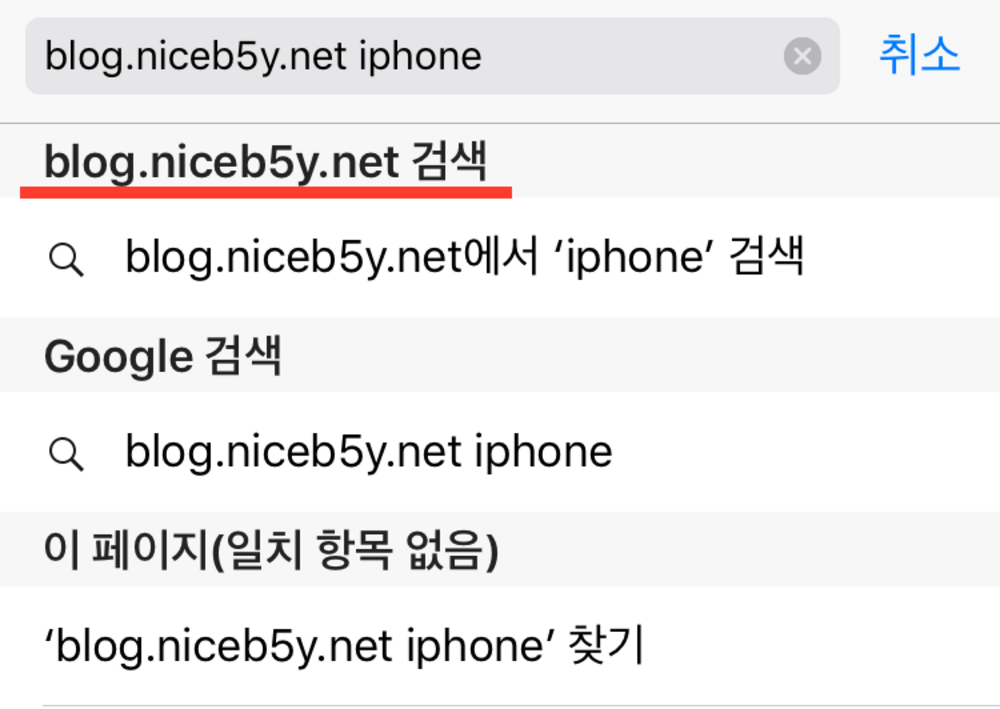 blog.niceb5y.net iphone 취소
blog.niceb5y.net 검색
blog.niceb5y.net에서 ‘iphone’ 검색
Google 검색
blog.niceb5y.net iphone
이 페이지(일치 항목 없음)
‘blog.niceb5y.net iphone’ 찾기